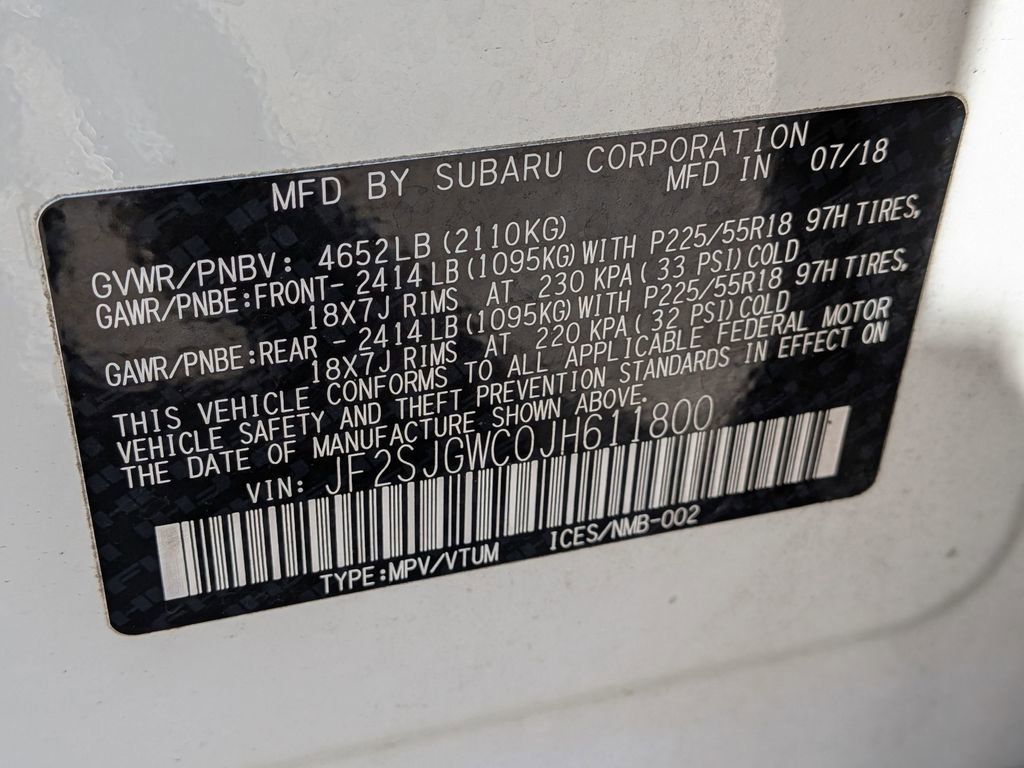 MFD BY SUBARU CORPORATION
MFD IN 07/18
GVWR/PNBV: 4652LB (2110KG)
GAWR/PNBE:FRONT- 2414LB(1095KG)WITH P225/55R18 97H TIRES,
18X7J RIMS AT 230 KPA( 33 PSI)COLD
GAWR/PNBE:REAR - 2414LB(1095KG)WITH P225/55R18 97H TIRES,
18X7J RIMS AT 220 KPA( 32 PSI)COLD
THIS VEHICLE CONFORMS TO ALL APPLICABLE FEDERAL MOTOR
VEHICLE SAFETY AND THEFT PREVENTION STANDARDS IN EFFECT ON
THE DATE OF MANUFACTURE SHOWN ABOVE.
VIN: JF2SJGWC0JH611800
TYPE:MPV/VTUM ICES/NMB-002